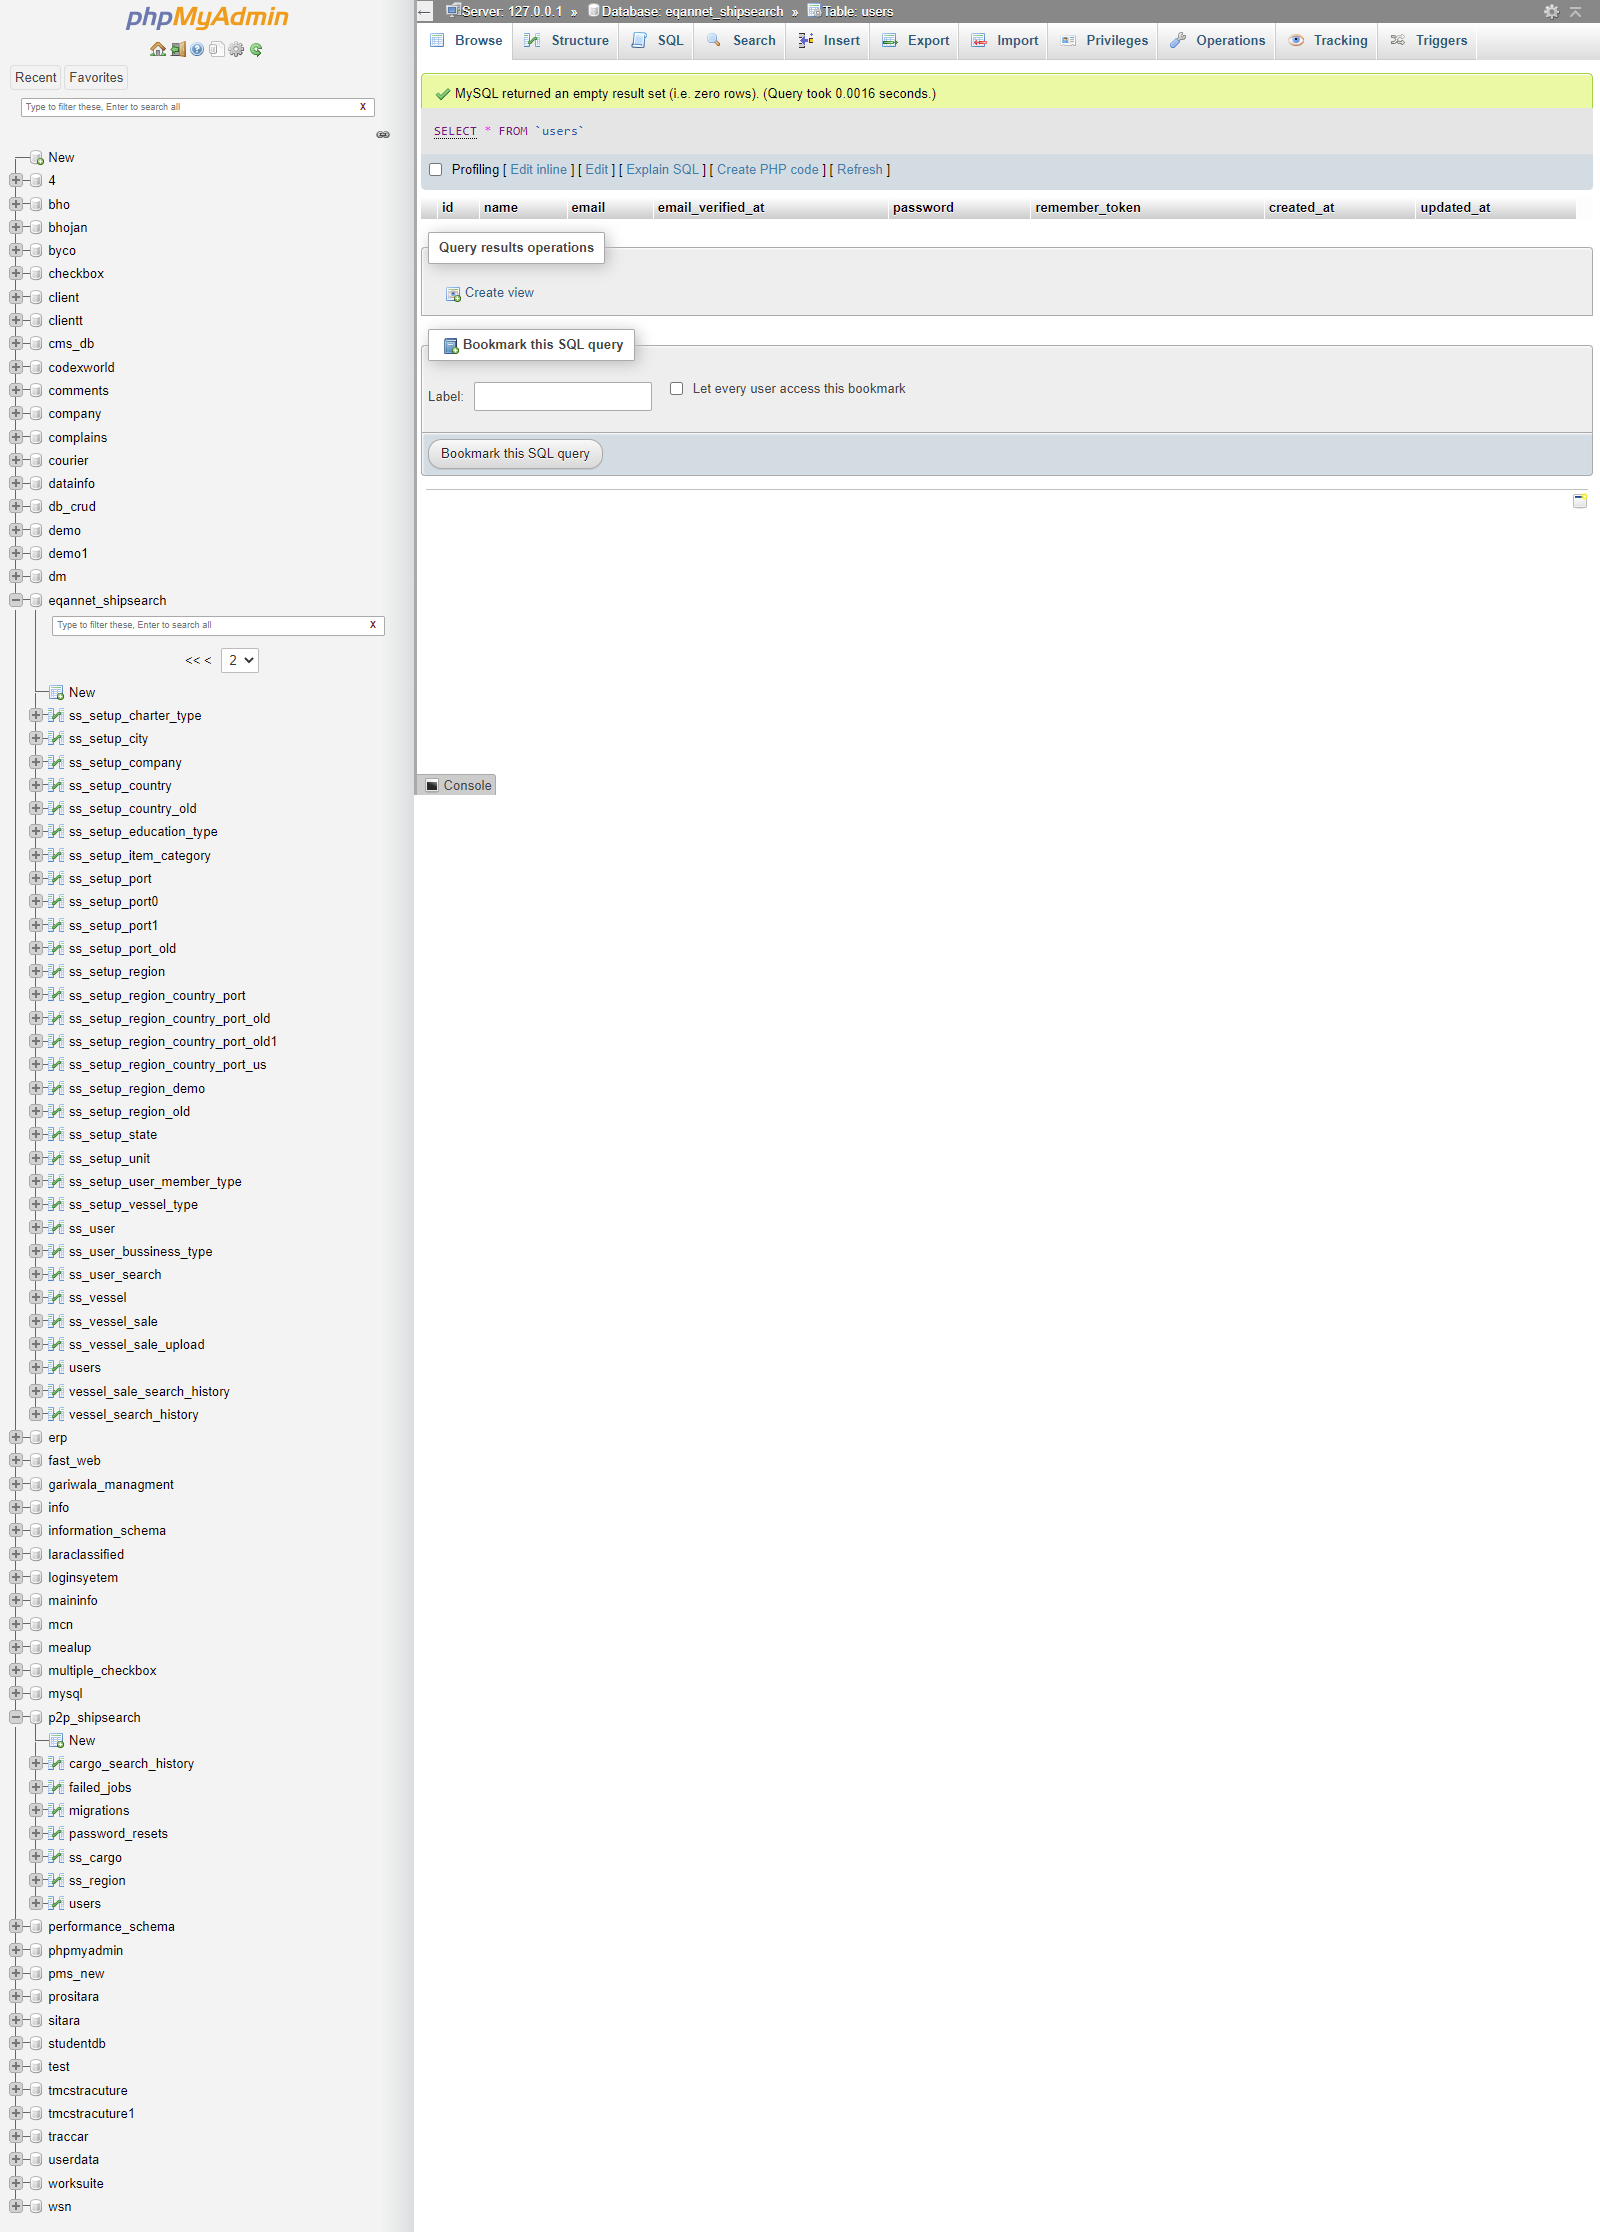 phpMyAdmin
Recent Favorites
Type to filter these, Enter to search all X
New
4
bho
bhojan
byco
checkbox
client
clientt
cms_db
codexworld
comments
company
complains
courier
datainfo
db_crud
demo
demo1
dm
eqannet_shipsearch
Type to filter these, Enter to search all X
<< < 2
New
ss_setup_charter_type
ss_setup_city
ss_setup_company
ss_setup_country
ss_setup_country_old
ss_setup_education_type
ss_setup_item_category
ss_setup_port
ss_setup_port0
ss_setup_port1
ss_setup_port_old
ss_setup_region
ss_setup_region_country_port
ss_setup_region_country_port_old
ss_setup_region_country_port_old1
ss_setup_region_country_port_us
ss_setup_region_demo
ss_setup_region_old
ss_setup_state
ss_setup_unit
ss_setup_user_member_type
ss_setup_vessel_type
ss_user
ss_user_bussiness_type
ss_user_search
ss_vessel
ss_vessel_sale
ss_vessel_sale_upload
users
vessel_sale_search_history
vessel_search_history
erp
fast_web
gariwala_managment
info
information_schema
laraclassified
loginsyetem
maininfo
mcn
mealup
multiple_checkbox
mysql
p2p_shipsearch
New
cargo_search_history
failed_jobs
migrations
password_resets
ss_cargo
ss_region
users
performance_schema
phpmyadmin
pms_new
prositara
sitara
studentdb
test
tmcstracuture
tmcstracuture1
traccar
userdata
worksuite
wsn
← Server: 127.0.0.1 » Database: eqannet_shipsearch » Table: users
Browse Structure SQL Search Insert Export Import Privileges Operations Tracking Triggers
MySQL returned an empty result set (i.e. zero rows). (Query took 0.0016 seconds.)
SELECT * FROM `users`
Profiling [ Edit inline ] [ Edit ] [ Explain SQL ] [ Create PHP code ] [ Refresh ]
id name email email_verified_at password remember_token created_at updated_at
Query results operations
Create view
Bookmark this SQL query
Label: Let every user access this bookmark
Bookmark this SQL query
Console